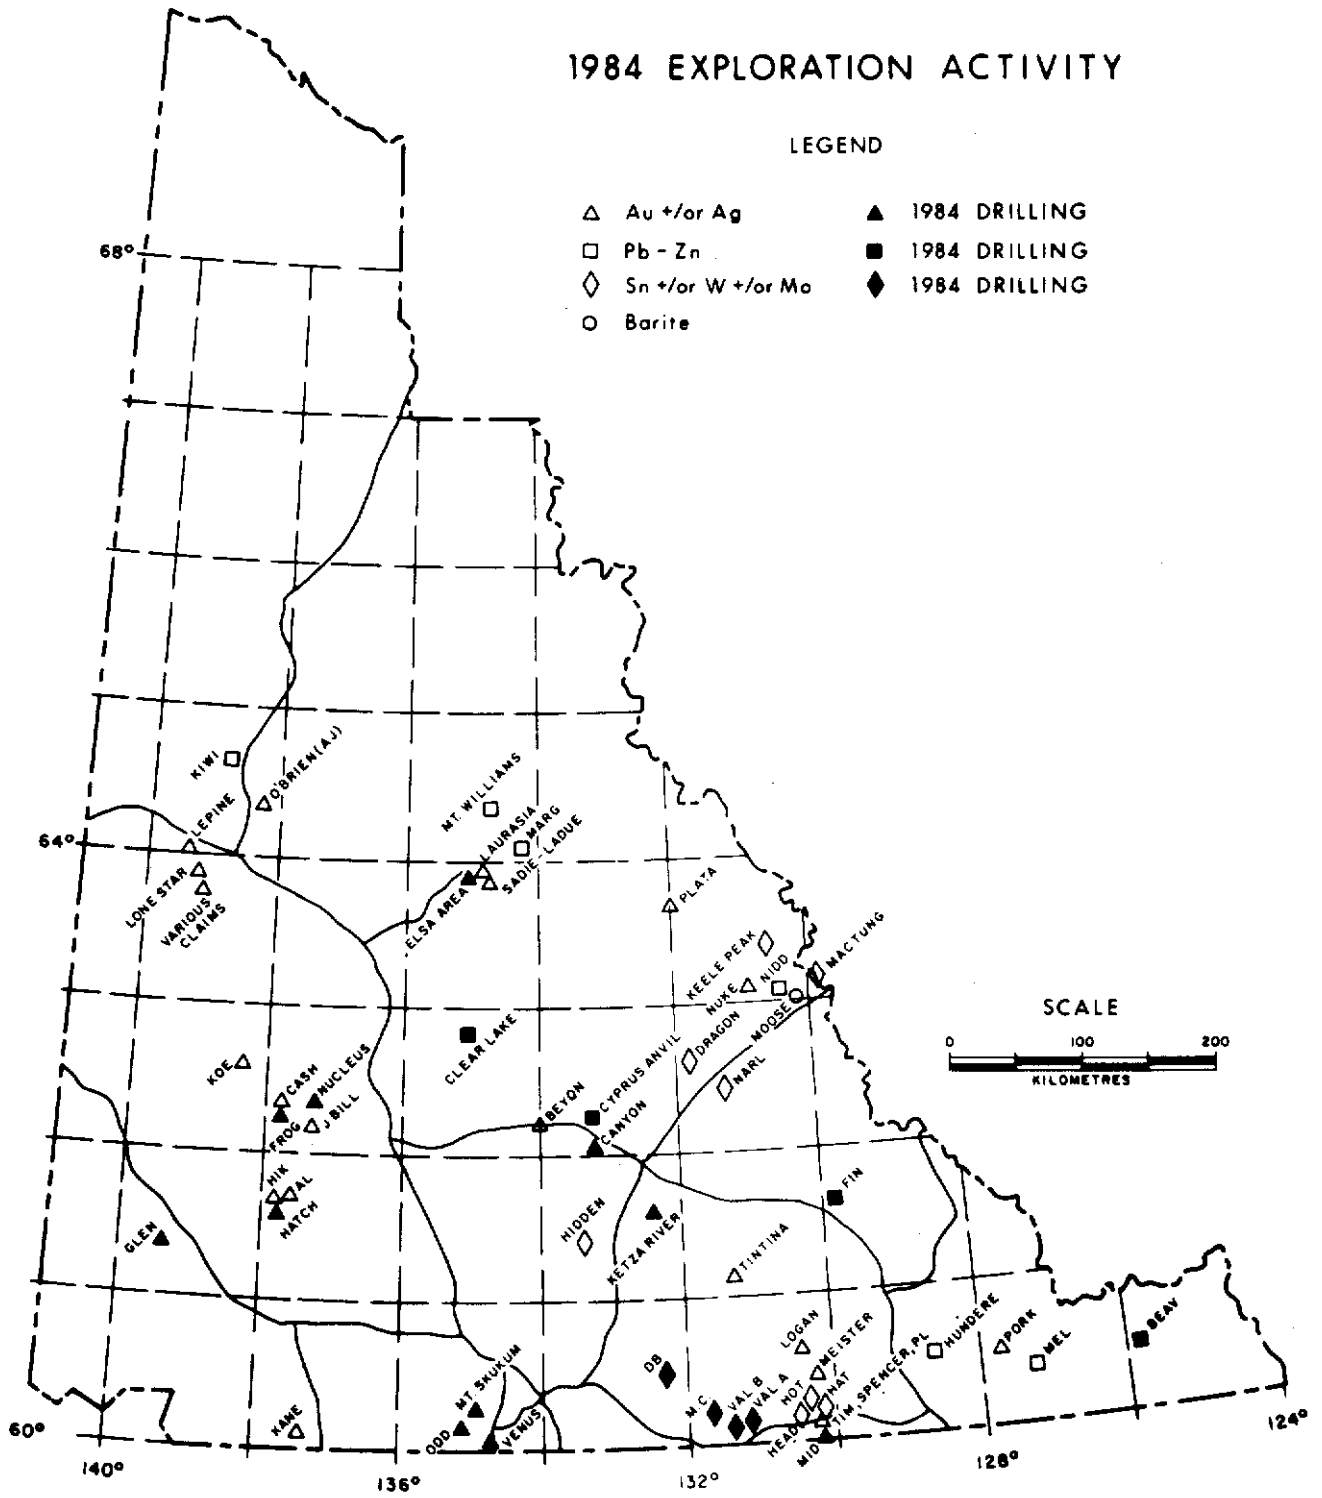 1984 EXPLORATION ACTIVITY
LEGEND
Au +/or Ag
1984 DRILLING
Pb - Zn
1984 DRILLING
Sn +/or W +/or Mo
1984 DRILLING
Barite
68°
KIWI
O'BRIEN (AJ)
LEPINE
64°
LONE STAR
VARIOUS
CLAIMS
MT. WILLIAMS
LAURASIA
MARG
SADIE-LADUE
ELSA AREA
PLATA
KEELE PEAK
NIDD
MACTUNG
NUKE
DRAGON
MOOSE
NARL
SCALE
0 100 200
KILOMETRES
CLEAR LAKE
KOE
CASH
NUCLEUS
FROG
J BILL
BEYON
CYPRUS ANVIL
CANYON
HIK
AL
HATCH
GLEN
HIDDEN
KETZA RIVER
FIN
TINTINA
LOGAN
MEISTER
TIM, SPENCER, PL
HUNDERE
PORK
MEL
BEAV
DB
M.C.
VAL B
VAL A
HOT
HAT
HEAD
MID
MT. SKUKUM
ODD
VENUS
KANE
60°
140°
136°
132°
128°
124°